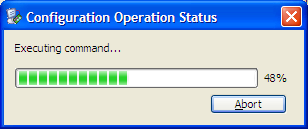 Configuration Operation Status
Executing command...
48%
Abort